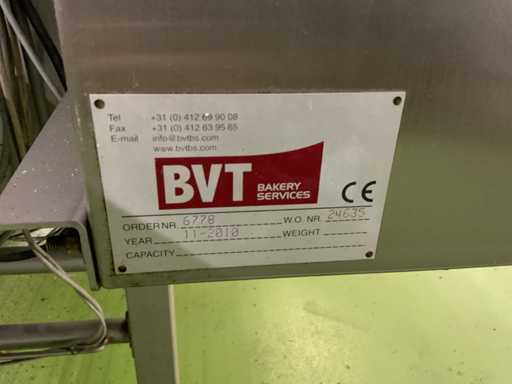 Tel +31 (0) 412 69 90 08
Fax +31 (0) 412 63 95 65
E-mail info@bvtbs.com
www.bvtbs.com
BVT BAKERY SERVICES
CE
ORDER NR. 6778 W.O. NR. 24635
YEAR 11-2010 WEIGHT
CAPACITY